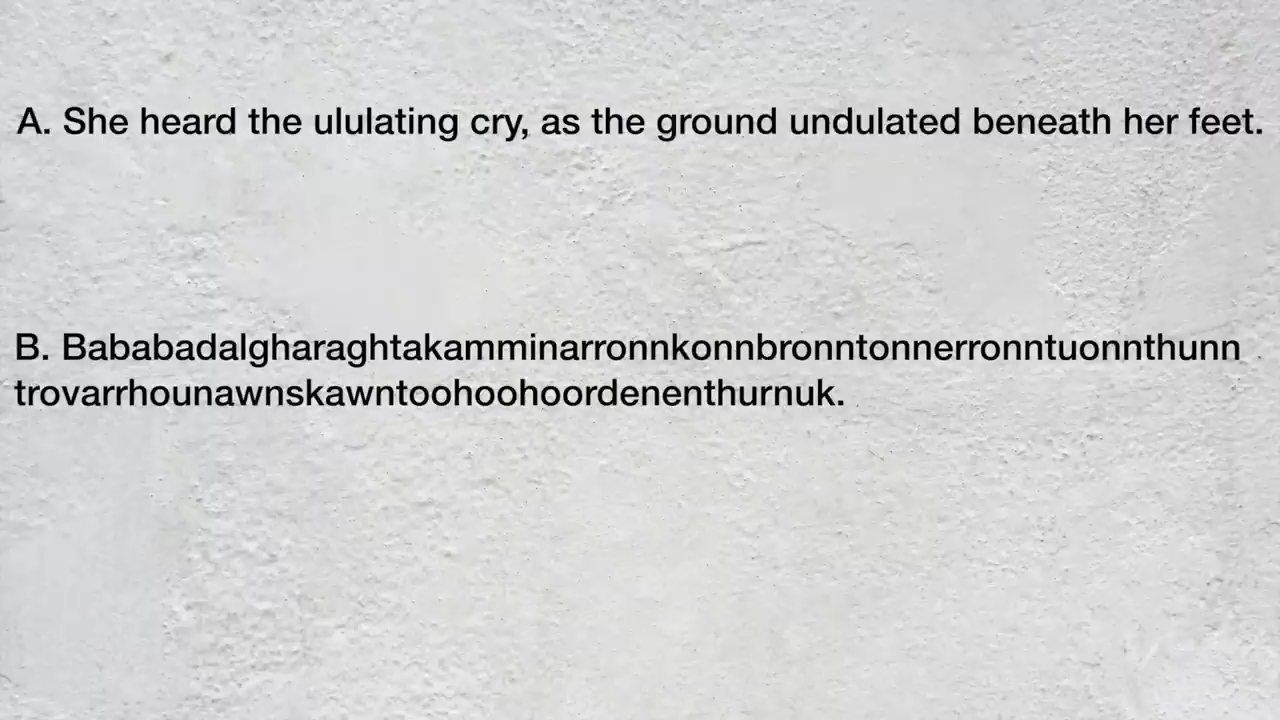 A. She heard the ululating cry, as the ground undulated beneath her feet.
B. Bababadalgharaghtakamminarronnkonnbronntonnerronntuonnthunn
trovarrhounawnskawntoohoohoordenenthurnuk.